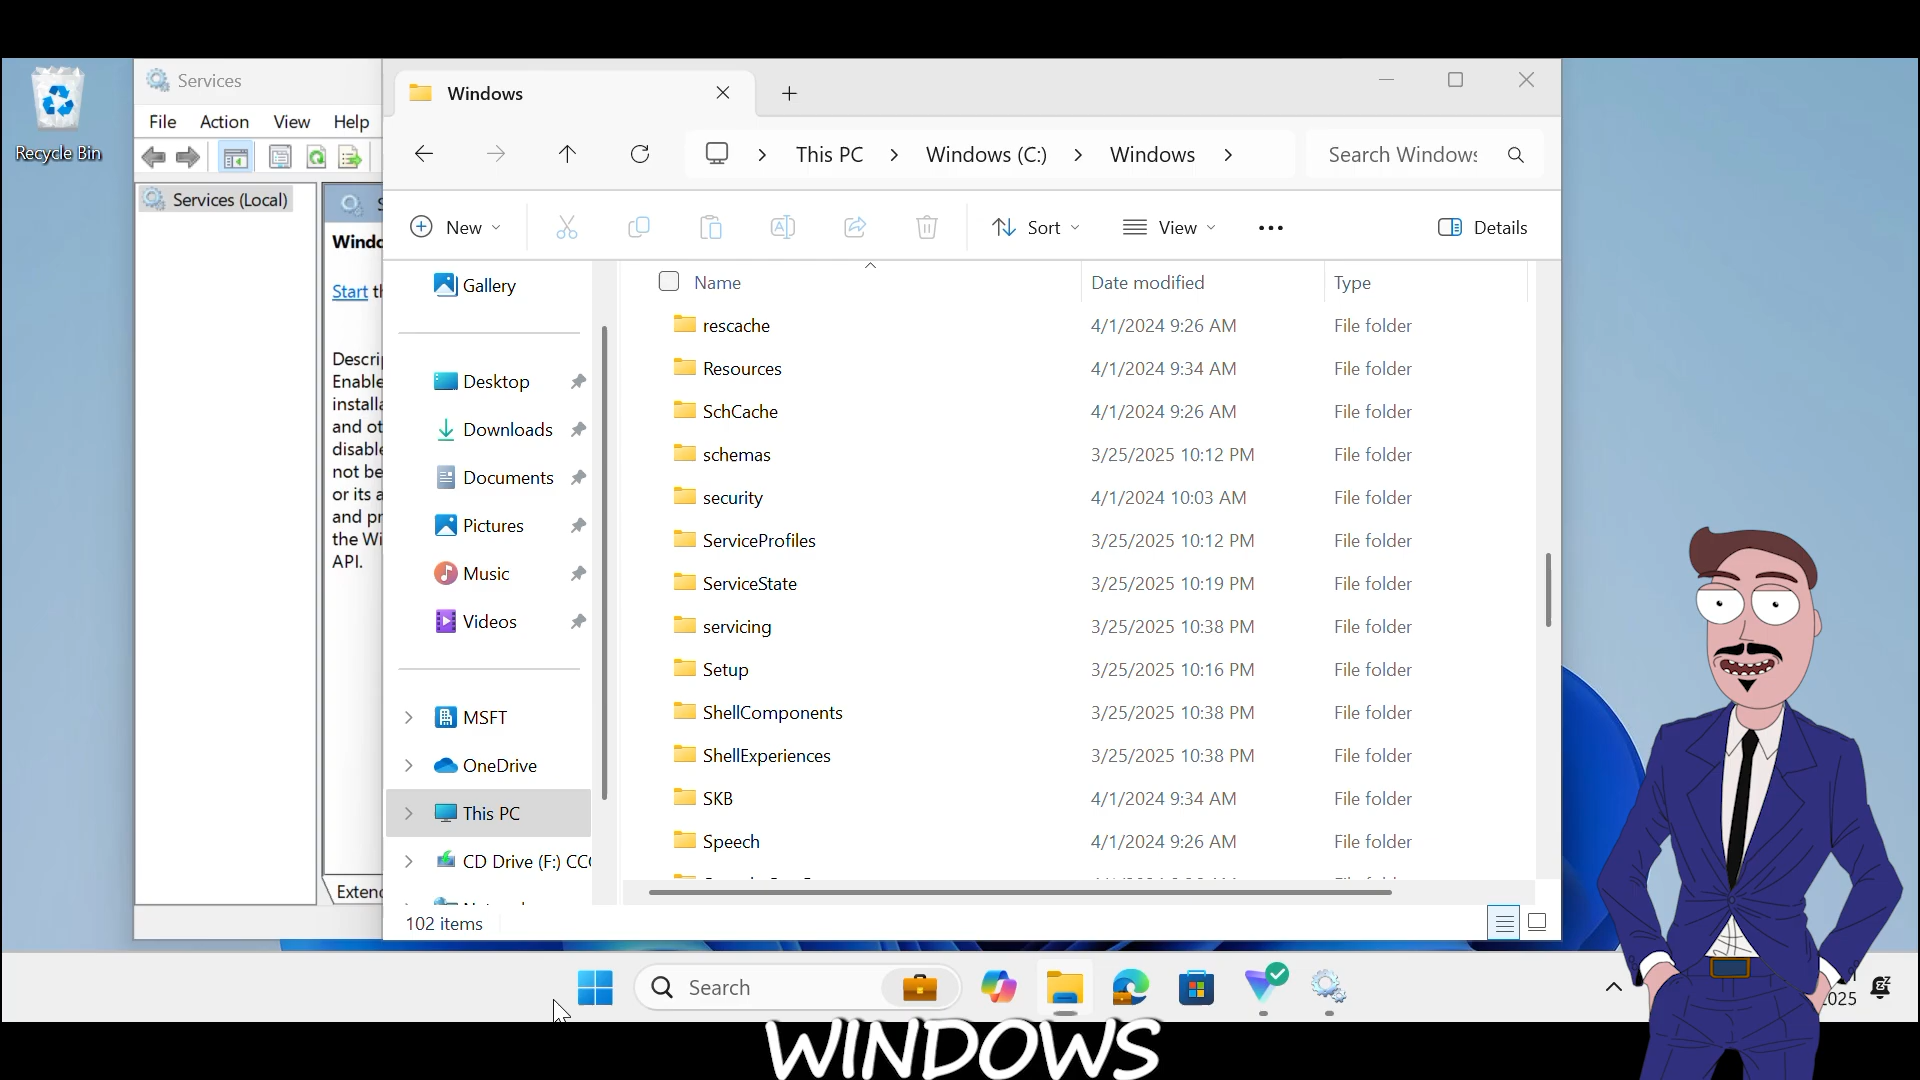 Recycle Bin
Services
File Action View Help
Services (Local)
Start
Descri
Enable
install
and ot
disable
not be
or its a
and pr
the Wi
API.
Windows
This PC
Windows (C:)
Windows
Search Windows
New
Sort
View
Details
Gallery
Desktop
Downloads
Documents
Pictures
Music
Videos
MSFT
OneDrive
This PC
CD Drive (F:) CC
Name Date modified Type
rescache 4/1/2024 9:26 AM File folder
Resources 4/1/2024 9:34 AM File folder
SchCache 4/1/2024 9:26 AM File folder
schemas 3/25/2025 10:12 PM File folder
security 4/1/2024 10:03 AM File folder
ServiceProfiles 3/25/2025 10:12 PM File folder
ServiceState 3/25/2025 10:19 PM File folder
servicing 3/25/2025 10:38 PM File folder
Setup 3/25/2025 10:16 PM File folder
ShellComponents 3/25/2025 10:38 PM File folder
ShellExperiences 3/25/2025 10:38 PM File folder
SKB 4/1/2024 9:34 AM File folder
Speech 4/1/2024 9:26 AM File folder
102 items
Search
WINDOWS